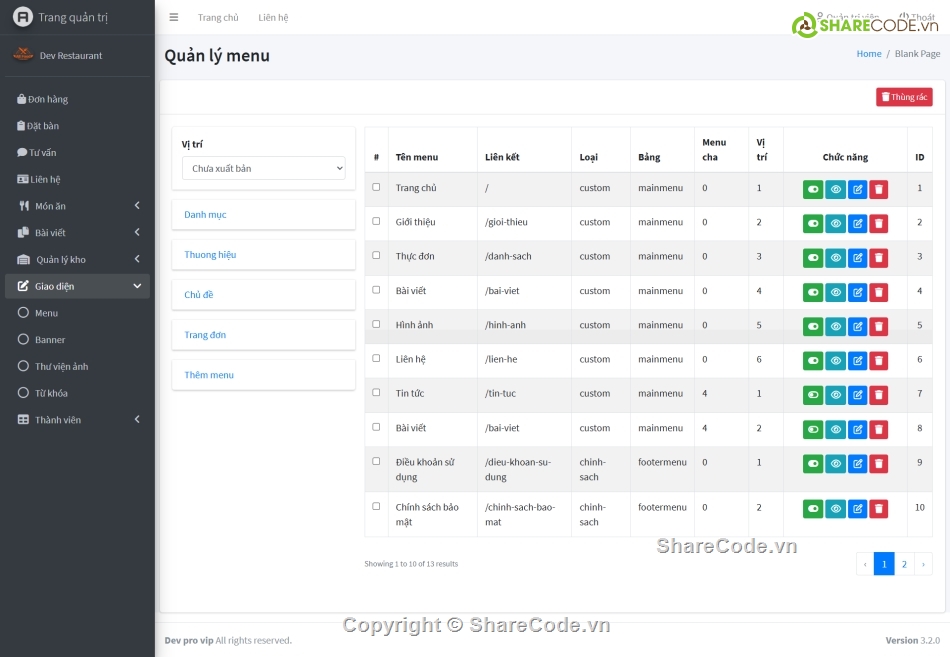 Trang quản trị
Trang chủ
Liên hệ
Quản trị viên
Thoát
SHARECODE.vn
Dev Restaurant
Quản lý menu
Home / Blank Page
Đơn hàng
Đặt bàn
Tư vấn
Liên hệ
Món ăn
Bài viết
Quản lý kho
Giao diện
Menu
Banner
Thư viện ảnh
Từ khóa
Thành viên
Thùng rác
Vị trí
Chưa xuất bản
Danh mục
Thuong hiệu
Chủ đề
Trang đơn
Thêm menu
# Tên menu Liên kết Loại Bảng Menu cha Vị trí Chức năng ID
Trang chủ / custom mainmenu 0 1 1
Giới thiệu /gioi-thieu custom mainmenu 0 2 2
Thực đơn /danh-sach custom mainmenu 0 3 3
Bài viết /bai-viet custom mainmenu 0 4 4
Hình ảnh /hinh-anh custom mainmenu 0 5 5
Liên hệ /lien-he custom mainmenu 0 6 6
Tin tức /tin-tuc custom mainmenu 4 1 7
Bài viết /bai-viet custom mainmenu 4 2 8
Điều khoản sử dụng /dieu-khoan-su-dung chinh-sach footermenu 0 1 9
Chính sách bảo mật /chinh-sach-bao-mat chinh-sach footermenu 0 2 10
ShareCode.vn
Showing 1 to 10 of 13 results
‹ 1 2 ›
Copyright © ShareCode.vn
Dev pro vip All rights reserved.
Version 3.2.0